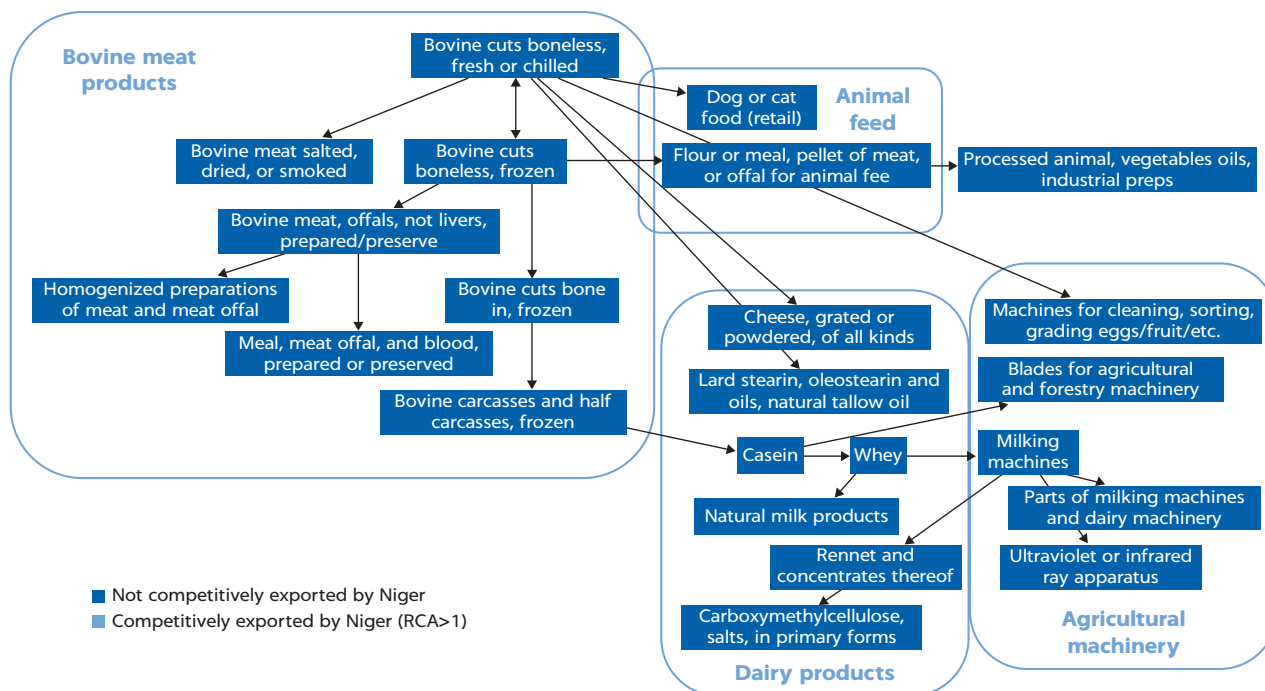 Bovine meat
products
Bovine cuts boneless,
fresh or chilled
Animal
feed
Dog or cat
food (retail)
Bovine meat salted,
dried, or smoked
Bovine cuts
boneless, frozen
Flour or meal, pellet of meat,
or offal for animal fee
Processed animal, vegetables oils,
industrial preps
Bovine meat, offals, not livers,
prepared/preserve
Homogenized preparations
of meat and meat offal
Bovine cuts bone
in, frozen
Meal, meat offal, and blood,
prepared or preserved
Bovine carcasses and half
carcasses, frozen
Cheese, grated or
powdered, of all kinds
Lard stearin, oleostearin and
oils, natural tallow oil
Machines for cleaning, sorting,
grading eggs/fruit/etc.
Blades for agricultural
and forestry machinery
Casein
Whey
Milking
machines
Natural milk products
Parts of milking machines
and dairy machinery
Rennet and
concentrates thereof
Ultraviolet or infrared
ray apparatus
Carboxymethylcellulose,
salts, in primary forms
Dairy products
Agricultural
machinery
Not competitively exported by Niger
Competitively exported by Niger (RCA>1)